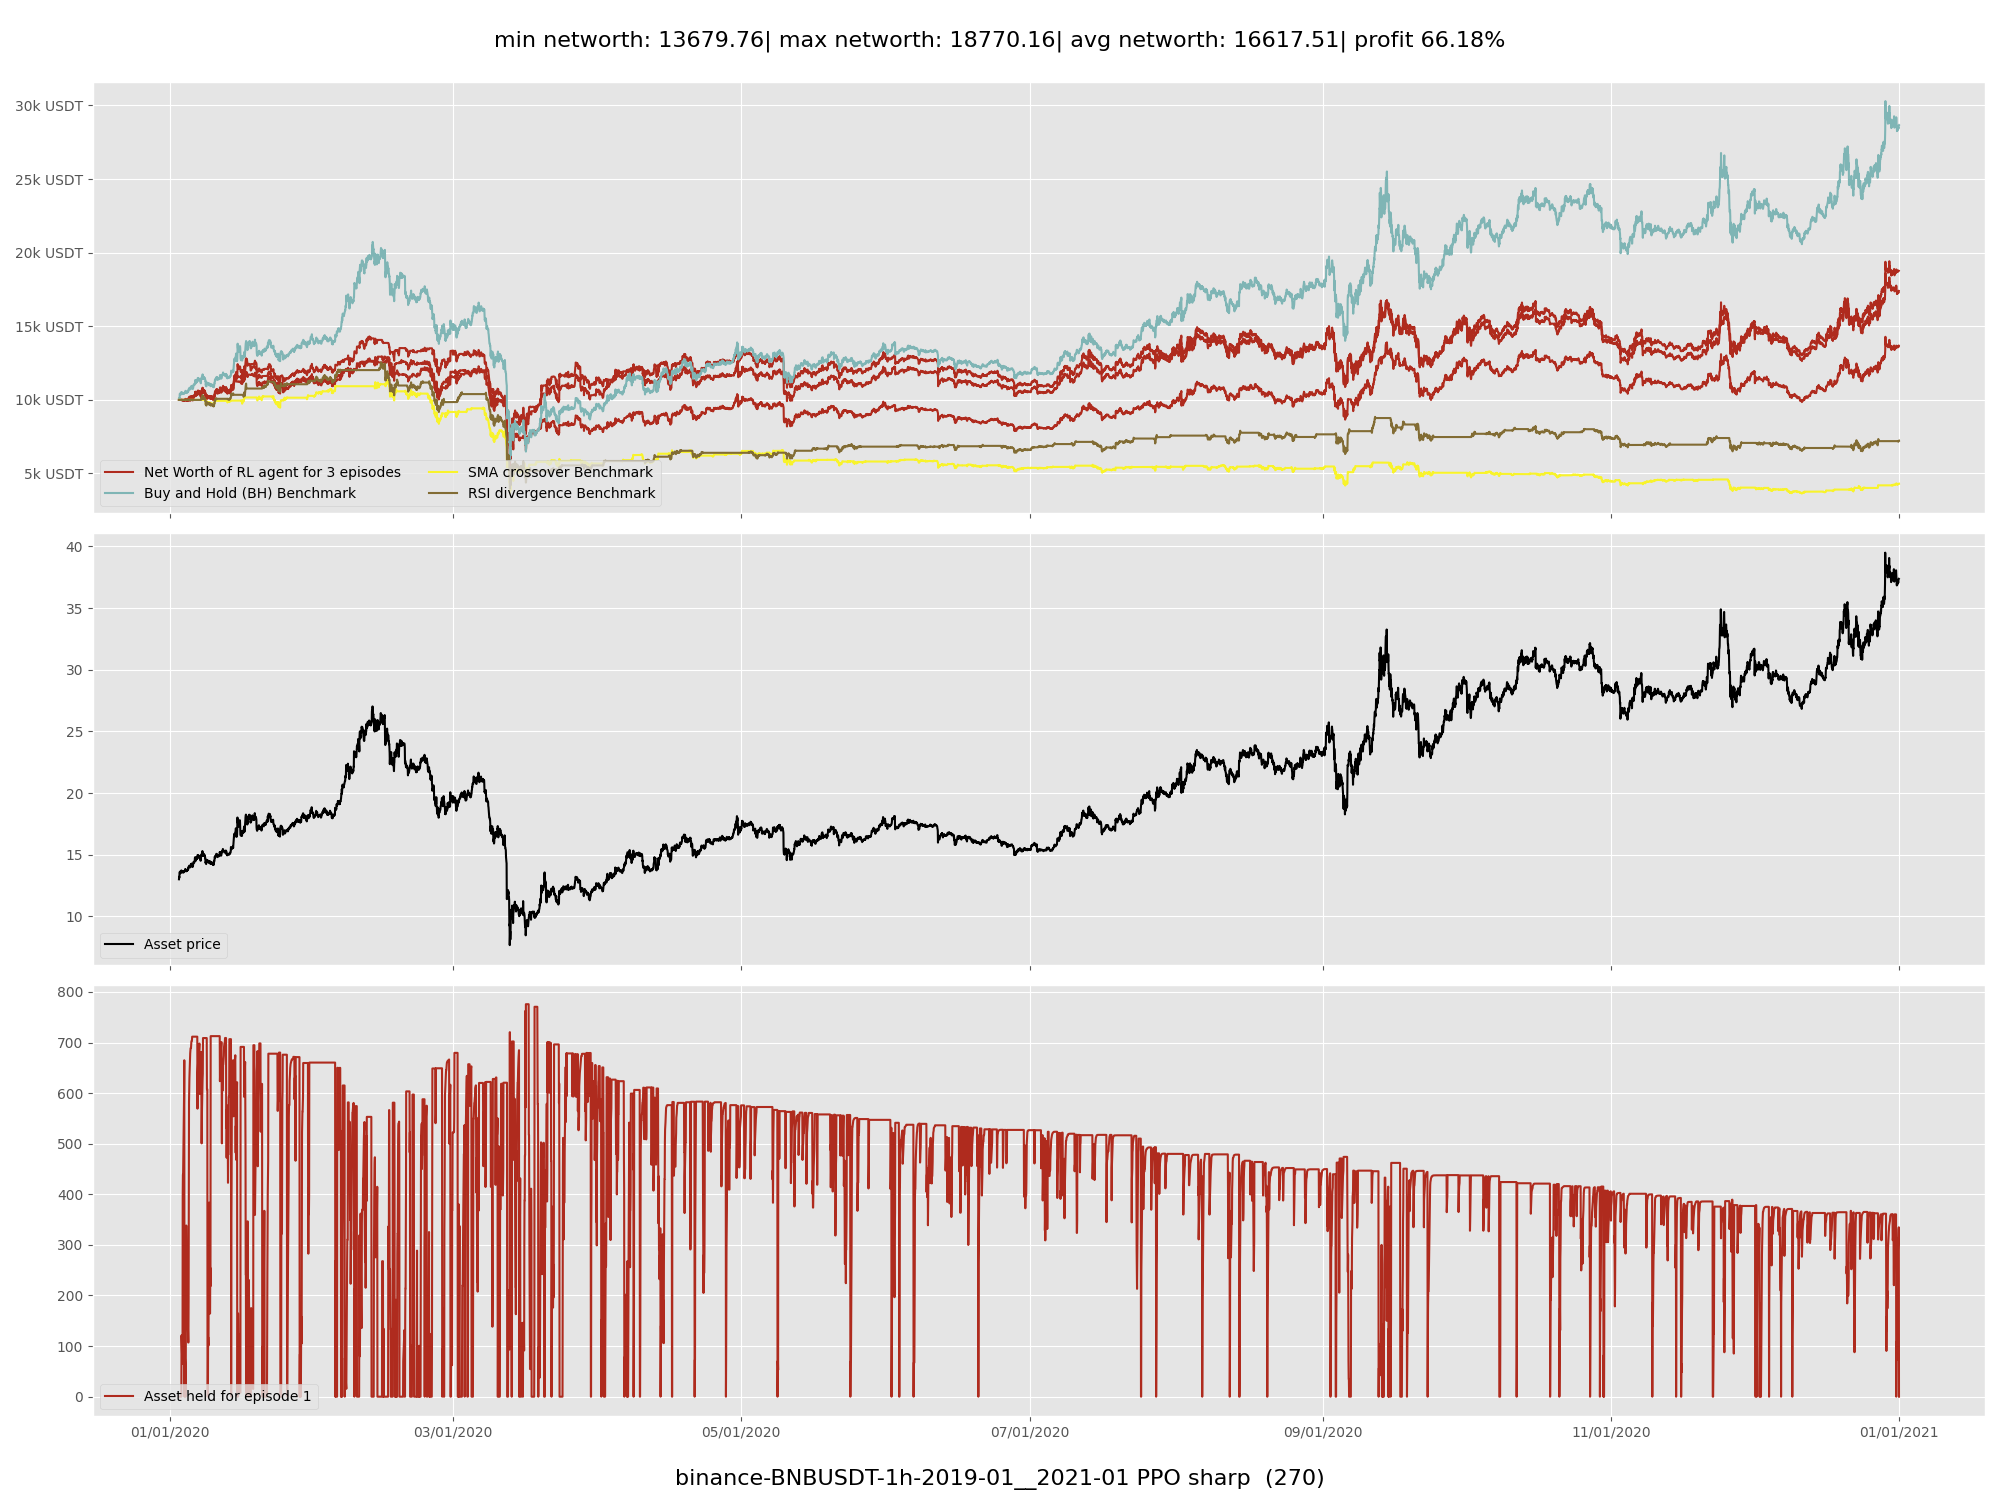 min networth: 13679.76| max networth: 18770.16| avg networth: 16617.51| profit 66.18%
30k USDT
25k USDT
20k USDT
15k USDT
10k USDT
5k USDT
Net Worth of RL agent for 3 episodes
Buy and Hold (BH) Benchmark
SMA crossover Benchmark
RSI divergence Benchmark
40
35
30
25
20
15
10
Asset price
800
700
600
500
400
300
200
100
0
Asset held for episode 1
01/01/2020 03/01/2020 05/01/2020 07/01/2020 09/01/2020 11/01/2020 01/01/2021
binance-BNBUSDT-1h-2019-01__2021-01 PPO sharp (270)